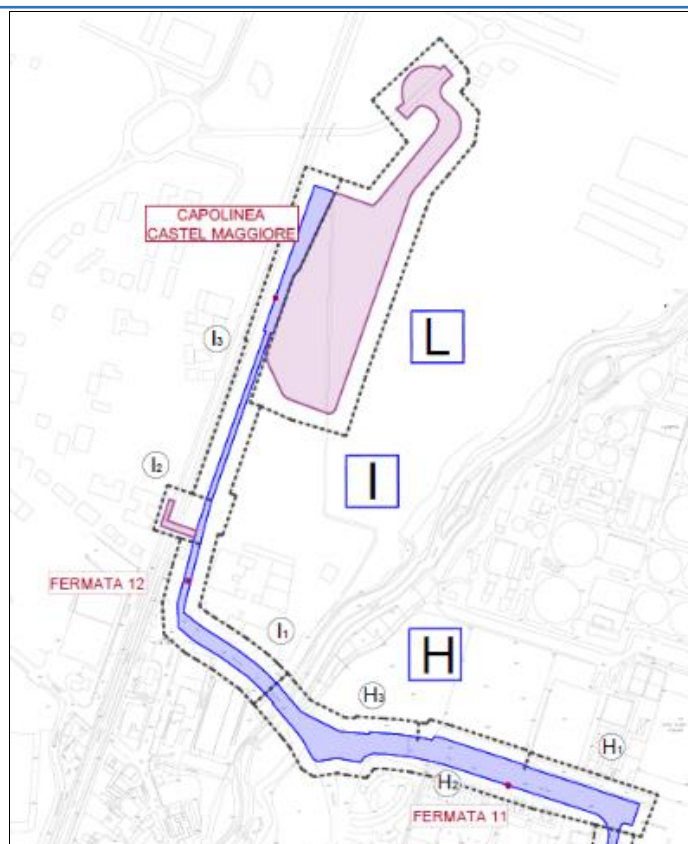 CAPOLINEA
CASTEL MAGGIORE
L
I3
I
I2
FERMATA 12
I1
H
H3
H1
H2
FERMATA 11